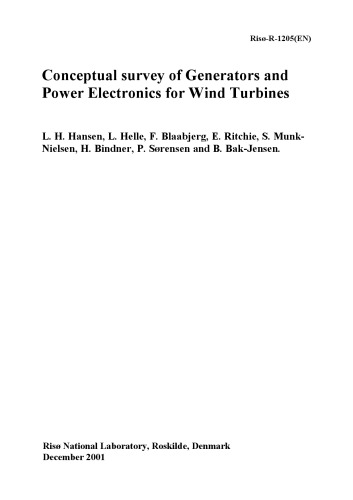 Risø-R-1205(EN)
Conceptual survey of Generators and
Power Electronics for Wind Turbines
L. H. Hansen, L. Helle, F. Blaabjerg, E. Ritchie, S. Munk-
Nielsen, H. Bindner, P. Sørensen and B. Bak-Jensen.
Risø National Laboratory, Roskilde, Denmark
December 2001